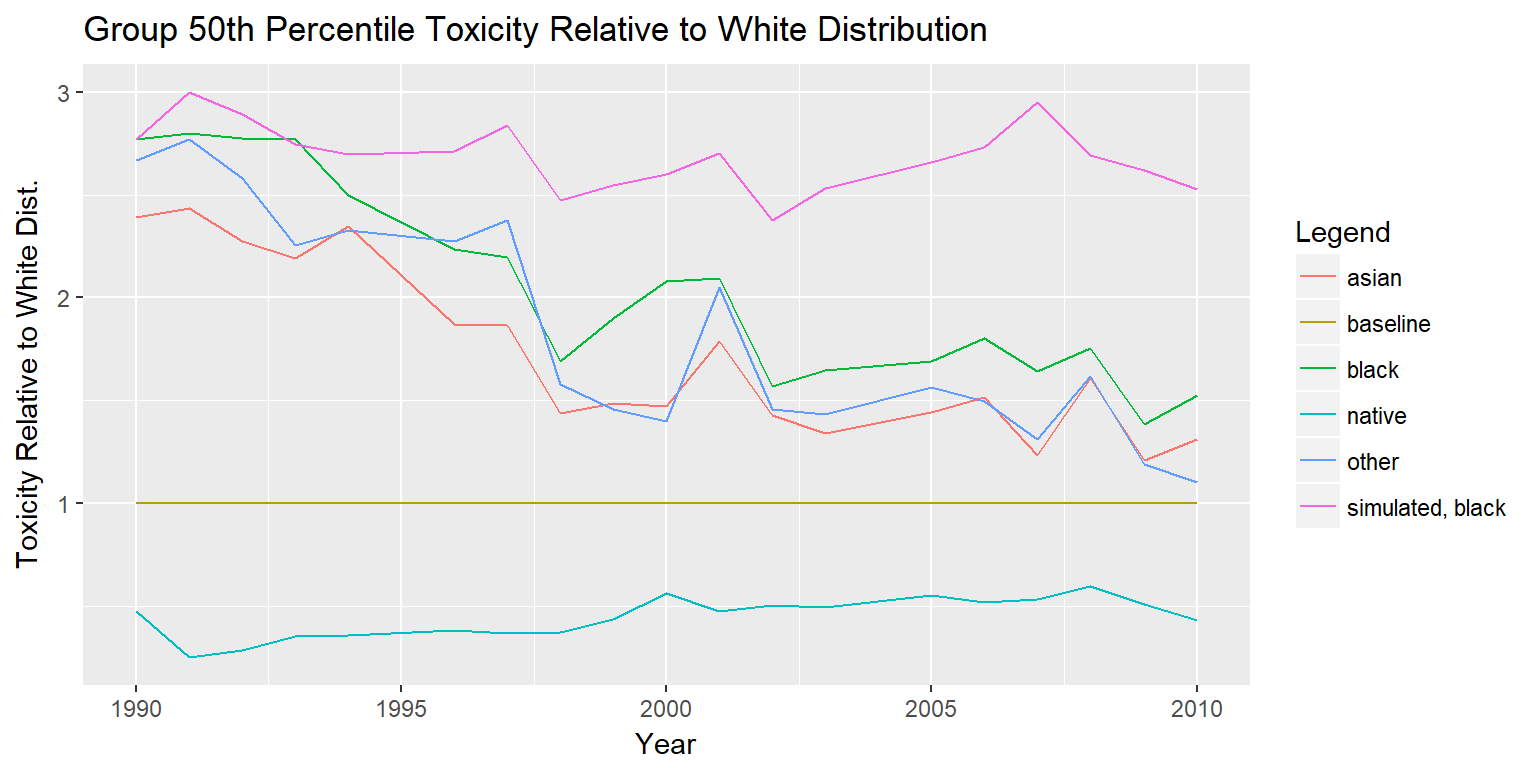 Group 50th Percentile Toxicity Relative to White Distribution
Toxicity Relative to White Dist.
3
2
1
1990
1995
2000
2005
2010
Year
Legend
asian
baseline
black
native
other
simulated, black